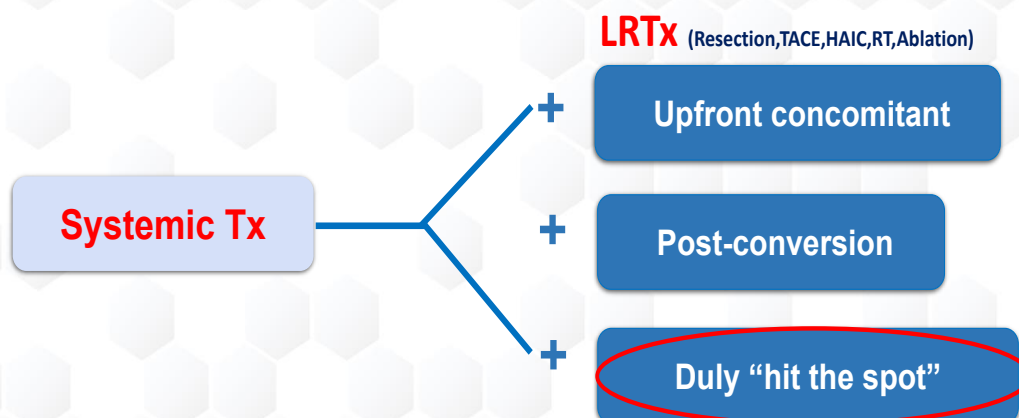 LRTx (Resection,TACE,HAIC,RT,Ablation)
+ Upfront concomitant
Systemic Tx
+ Post-conversion
+ Duly “hit the spot”